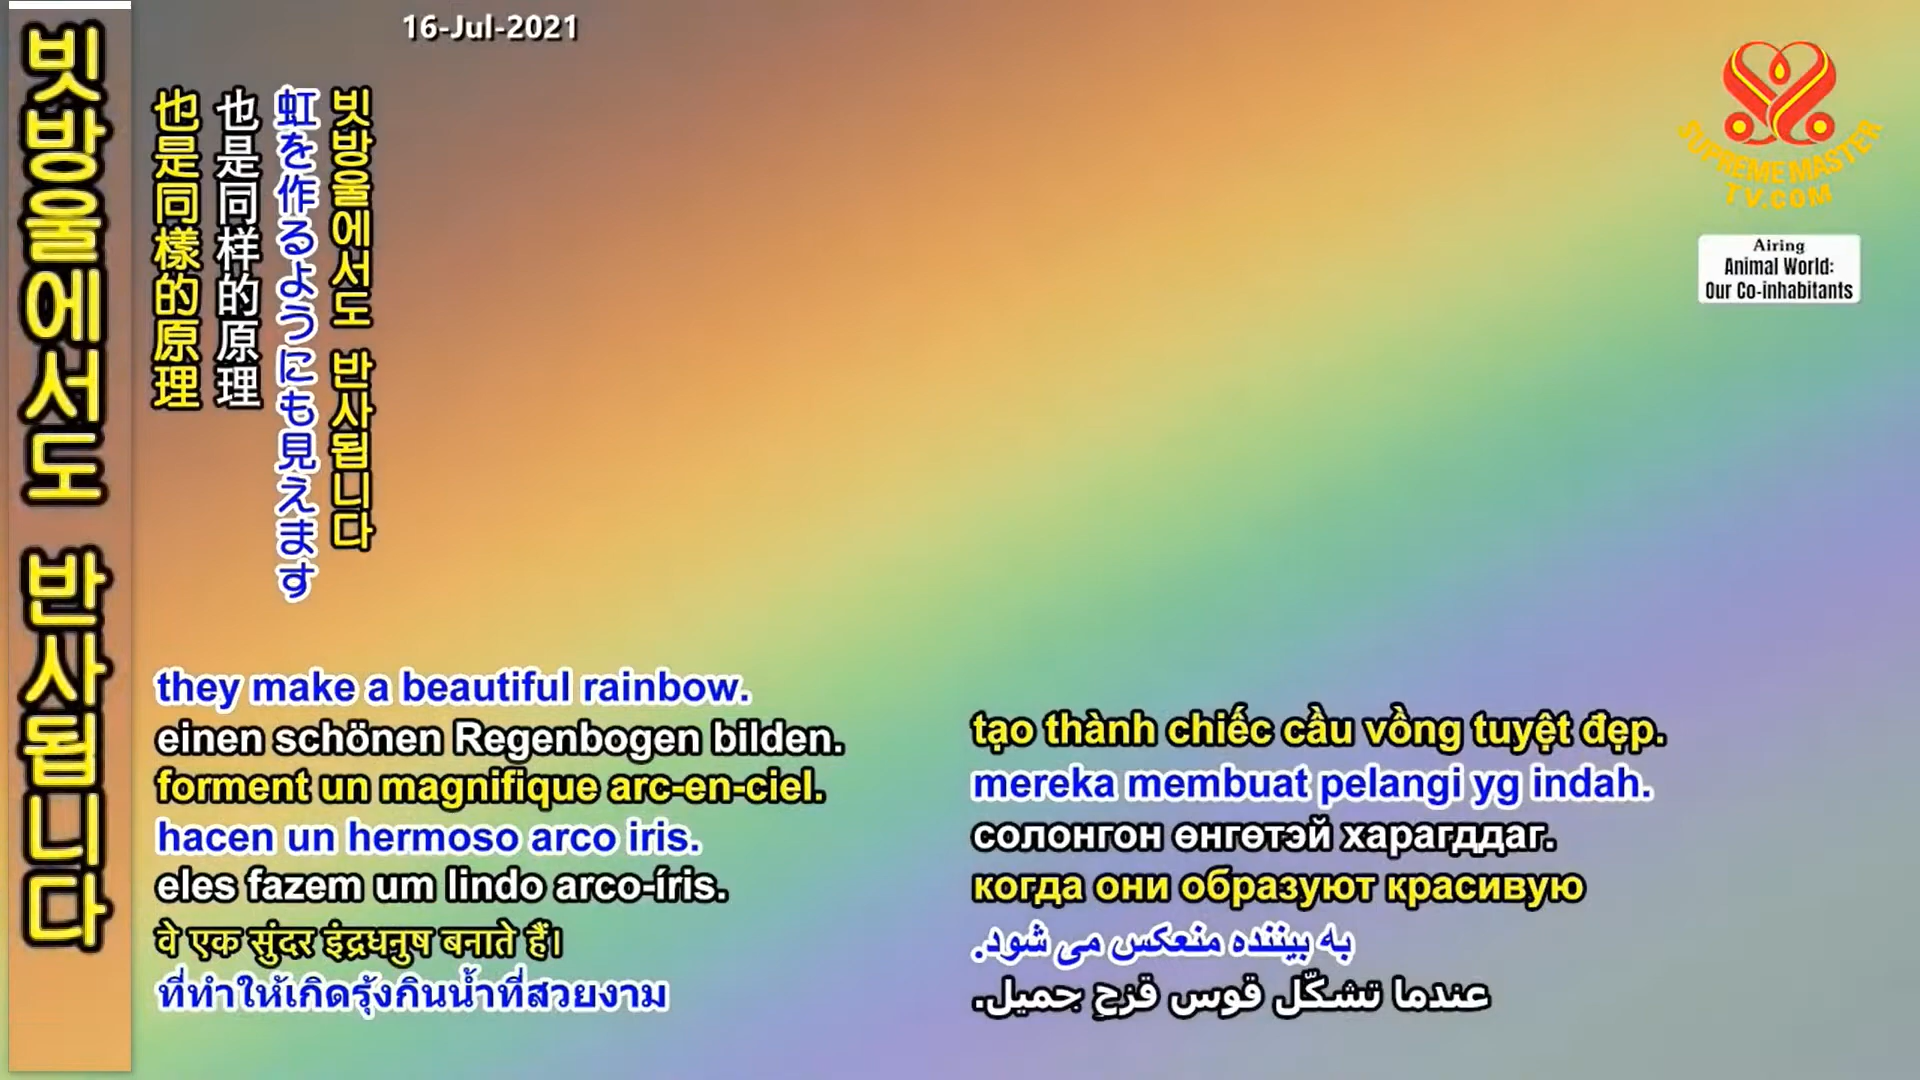 16-Jul-2021
빗방울에서도 반사됩니다
也是同樣的原理
也是同样的原理
虹を作るようにも見えます
빗방울에서도 반사됩니다
SUPREME MASTER
TV.COM
Airing
Animal World:
Our Co-inhabitants
they make a beautiful rainbow.
einen schönen Regenbogen bilden.
forment un magnifique arc-en-ciel.
hacen un hermoso arco iris.
eles fazem um lindo arco-íris.
वे एक सुंदर इंद्रधनुष बनाते हैं।
ที่ทำให้เกิดรุ้งกินน้ำที่สวยงาม
tạo thành chiếc cầu vồng tuyệt đẹp.
mereka membuat pelangi yg indah.
солонгон өнгөтэй харагддаг.
когда они образуют красивую
به بیننده منعکس می شود.
عندما تشكّل قوس قزحِ جميل.